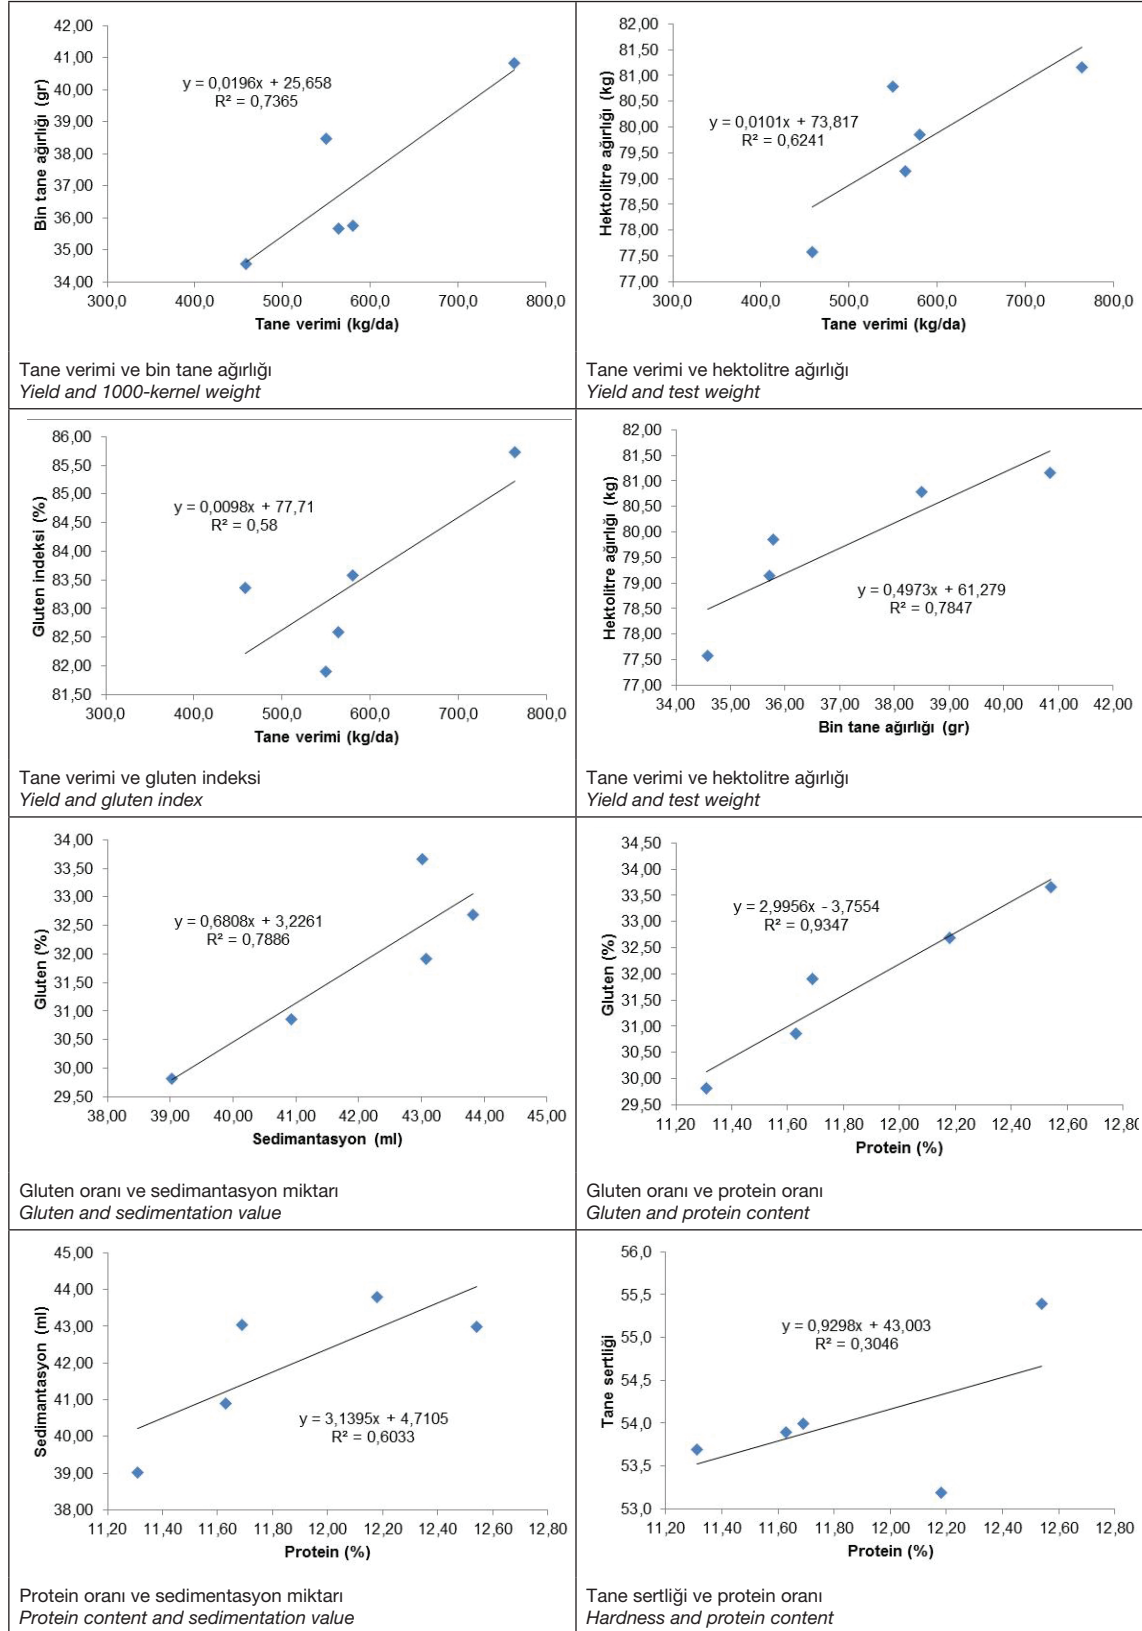 42,00
41,00
40,00
39,00
38,00
37,00
36,00
35,00
34,00
Bin tane ağırlığı (gr)
y = 0,0196x + 25,658
R² = 0,7365
300,0 400,0 500,0 600,0 700,0 800,0
Tane verimi (kg/da)
Tane verimi ve bin tane ağırlığı
Yield and 1000-kernel weight
82,00
81,50
81,00
80,50
80,00
79,50
79,00
78,50
78,00
77,50
77,00
Hektolitre ağırlığı (kg)
y = 0,0101x + 73,817
R² = 0,6241
300,0 400,0 500,0 600,0 700,0 800,0
Tane verimi (kg/da)
Tane verimi ve hektolitre ağırlığı
Yield and test weight
86,00
85,50
85,00
84,50
84,00
83,50
83,00
82,50
82,00
81,50
Gluten indeksi (%)
y = 0,0098x + 77,71
R² = 0,58
300,0 400,0 500,0 600,0 700,0 800,0
Tane verimi (kg/da)
Tane verimi ve gluten indeksi
Yield and gluten index
82,00
81,50
81,00
80,50
80,00
79,50
79,00
78,50
78,00
77,50
77,00
Hektolitre ağırlığı (kg)
y = 0,4973x + 61,279
R² = 0,7847
34,00 35,00 36,00 37,00 38,00 39,00 40,00 41,00 42,00
Bin tane ağırlığı (gr)
Tane verimi ve hektolitre ağırlığı
Yield and test weight
34,00
33,50
33,00
32,50
32,00
31,50
31,00
30,50
30,00
29,50
Gluten (%)
y = 0,6808x + 3,2261
R² = 0,7886
38,00 39,00 40,00 41,00 42,00 43,00 44,00 45,00
Sedimantasyon (ml)
Gluten oranı ve sedimantasyon miktarı
Gluten and sedimentation value
34,50
34,00
33,50
33,00
32,50
32,00
31,50
31,00
30,50
30,00
29,50
Gluten (%)
y = 2,9956x - 3,7554
R² = 0,9347
11,20 11,40 11,60 11,80 12,00 12,20 12,40 12,60 12,80
Protein (%)
Gluten oranı ve protein oranı
Gluten and protein content
45,00
44,00
43,00
42,00
41,00
40,00
39,00
38,00
Sedimantasyon (ml)
y = 3,1395x + 4,7105
R² = 0,6033
11,20 11,40 11,60 11,80 12,00 12,20 12,40 12,60 12,80
Protein (%)
Protein oranı ve sedimentasyon miktarı
Protein content and sedimentation value
56,0
55,5
55,0
54,5
54,0
53,5
53,0
Tane sertliği
y = 0,9298x + 43,003
R² = 0,3046
11,20 11,40 11,60 11,80 12,00 12,20 12,40 12,60 12,80
Protein (%)
Tane sertliği ve protein oranı
Hardness and protein content